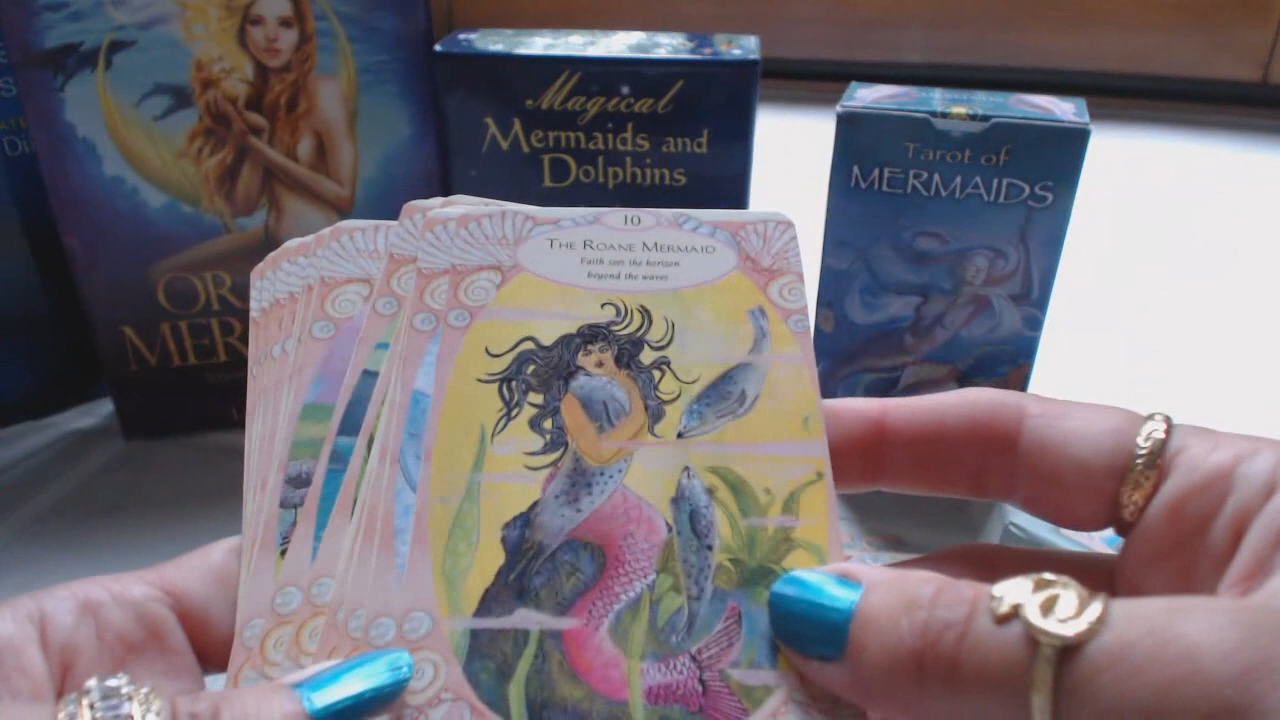 Magical
Mermaids and
Dolphins
Tarot of
MERMAIDS
10
THE ROANE MERMAID
Faith sees the horizon
beyond the waves
OR
MER